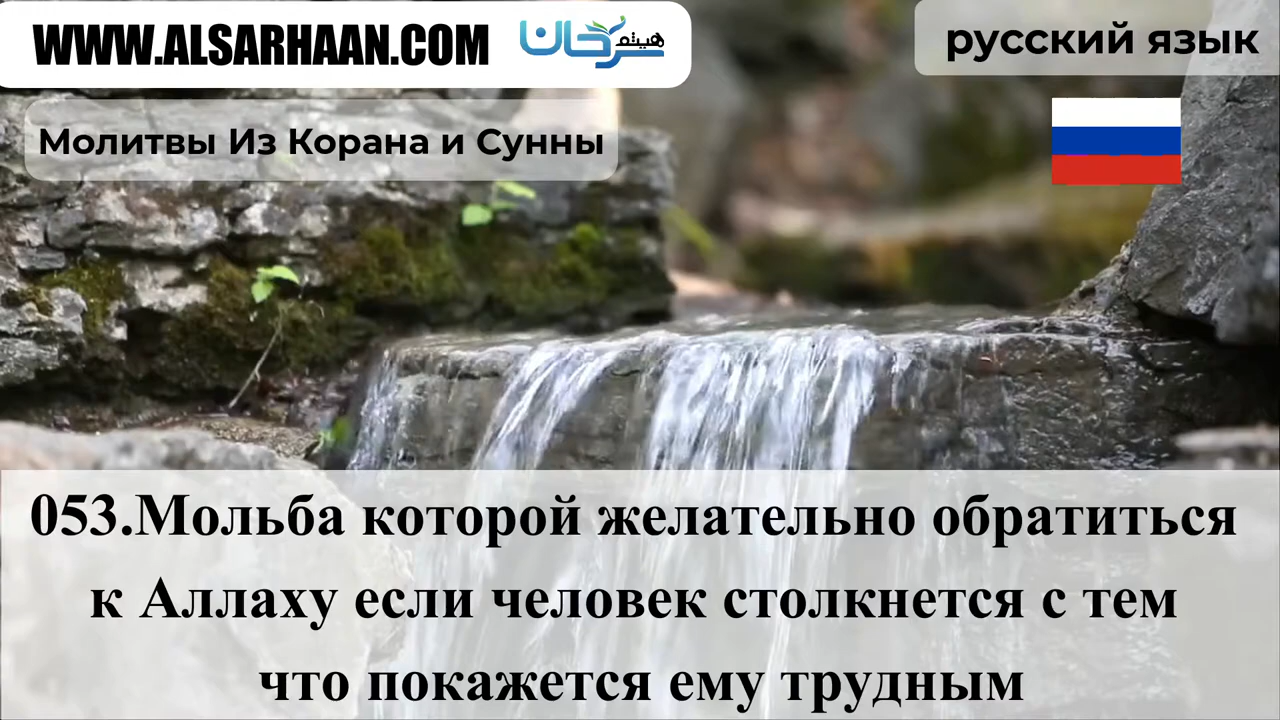 WWW.ALSARHAAN.COM
هيثم سرحان
русский язык
Молитвы Из Корана и Сунны
053.Мольба которой желательно обратиться
к Аллаху если человек столкнется с тем
что покажется ему трудным